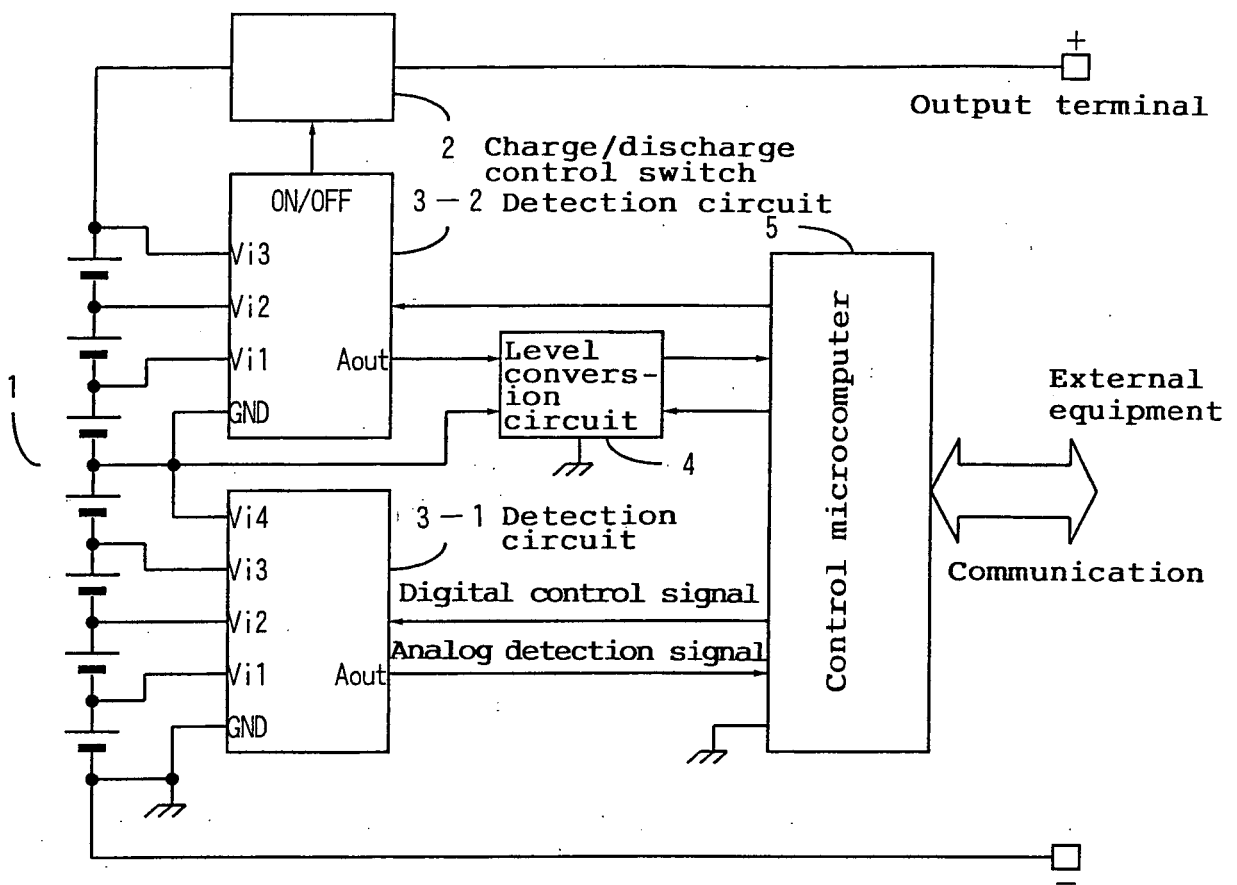 +
Output terminal
2 Charge/discharge
control switch
ON/OFF
3-2 Detection circuit
5
Vi3
Vi2
Vi1
Aout
GND
Level
convers-
ion
circuit
4
1
Control microcomputer
External
equipment
Communication
3-1 Detection
circuit
Vi4
Vi3
Vi2
Vi1
Aout
GND
Digital control signal
Analog detection signal
−